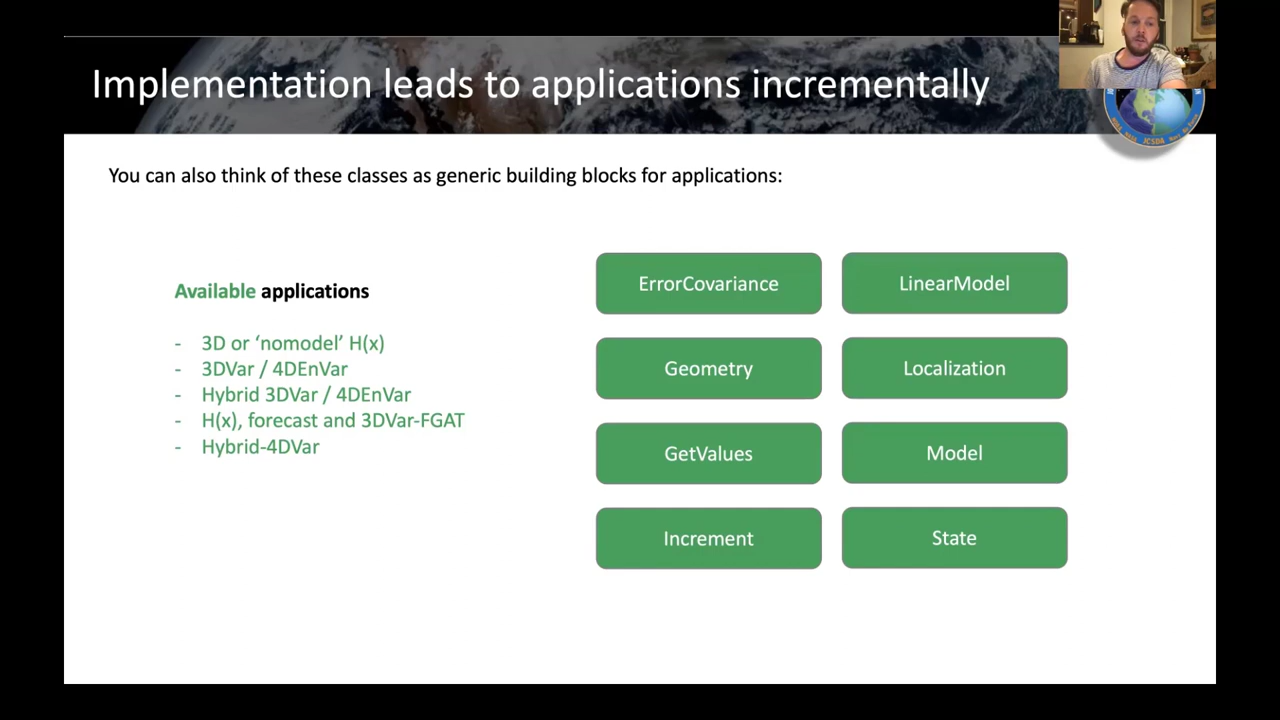 Implementation leads to applications incrementally
You can also think of these classes as generic building blocks for applications:
Available applications
- 3D or ‘nomodel’ H(x)
- 3DVar / 4DEnVar
- Hybrid 3DVar / 4DEnVar
- H(x), forecast and 3DVar-FGAT
- Hybrid-4DVar
ErrorCovariance
LinearModel
Geometry
Localization
GetValues
Model
Increment
State
JCSDA